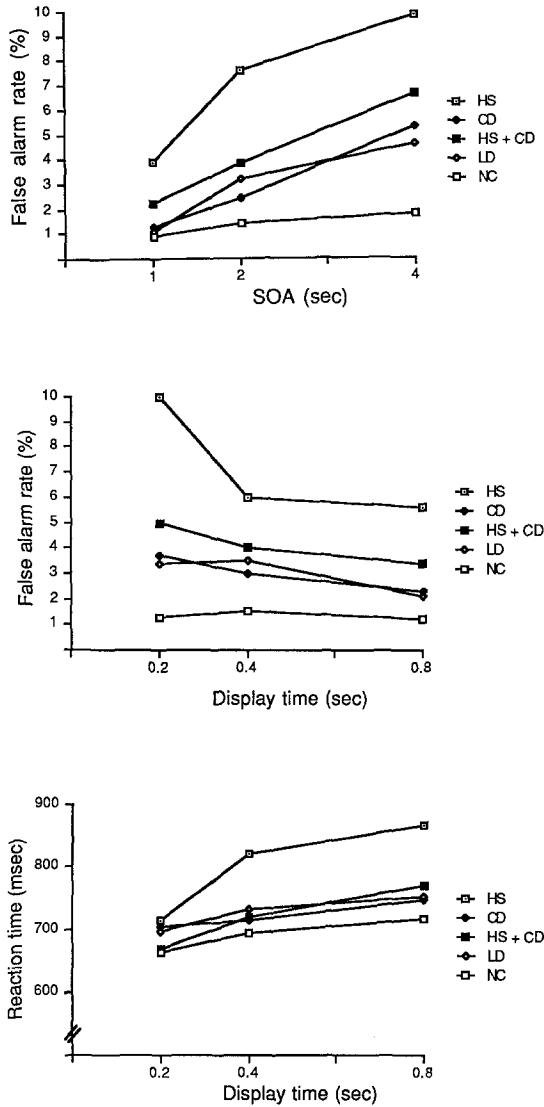 False alarm rate (%)
10
9
8
7
6
5
4
3
2
1
1
2
4
SOA (sec)
HS
CD
HS + CD
LD
NC
False alarm rate (%)
10
9
8
7
6
5
4
3
2
1
0.2
0.4
0.8
Display time (sec)
HS
CD
HS + CD
LD
NC
Reaction time (msec)
900
800
700
600
0.2
0.4
0.8
Display time (sec)
HS
CD
HS + CD
LD
NC